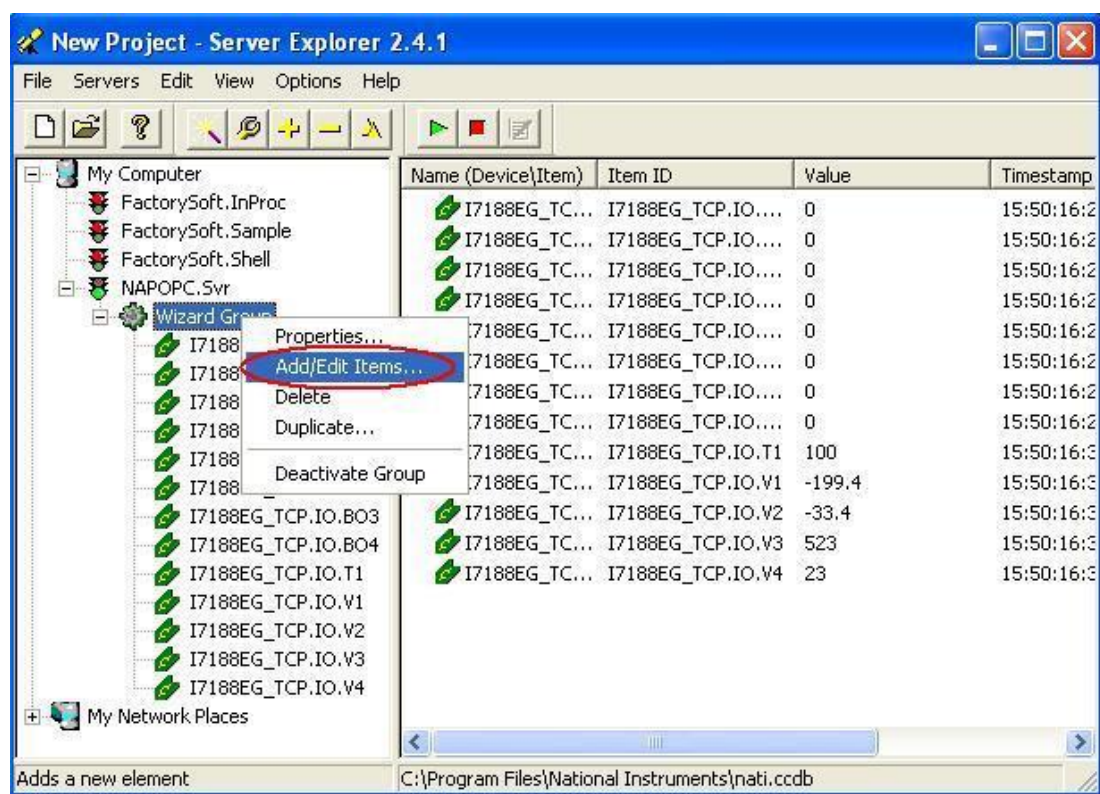 New Project - Server Explorer 2.4.1
File Servers Edit View Options Help
My Computer
FactorySoft.InProc
FactorySoft.Sample
FactorySoft.Shell
NAPOPC.Svr
Wizard Group
I7188
I7188
I7188
I7188
I7188
I7188
I7188EG_TCP.IO.BO3
I7188EG_TCP.IO.BO4
I7188EG_TCP.IO.T1
I7188EG_TCP.IO.V1
I7188EG_TCP.IO.V2
I7188EG_TCP.IO.V3
I7188EG_TCP.IO.V4
My Network Places
Properties...
Add/Edit Items...
Delete
Duplicate...
Deactivate Group
Name (Device\Item) Item ID Value Timestamp
I7188EG_TC... I7188EG_TCP.IO.... 0 15:50:16:2
I7188EG_TC... I7188EG_TCP.IO.... 0 15:50:16:2
I7188EG_TC... I7188EG_TCP.IO.... 0 15:50:16:2
I7188EG_TC... I7188EG_TCP.IO.... 0 15:50:16:2
I7188EG_TC... I7188EG_TCP.IO.... 0 15:50:16:2
I7188EG_TC... I7188EG_TCP.IO.... 0 15:50:16:2
I7188EG_TC... I7188EG_TCP.IO.... 0 15:50:16:2
I7188EG_TC... I7188EG_TCP.IO.... 0 15:50:16:2
I7188EG_TC... I7188EG_TCP.IO.T1 100 15:50:16:3
I7188EG_TC... I7188EG_TCP.IO.V1 -199.4 15:50:16:3
I7188EG_TC... I7188EG_TCP.IO.V2 -33.4 15:50:16:3
I7188EG_TC... I7188EG_TCP.IO.V3 523 15:50:16:3
I7188EG_TC... I7188EG_TCP.IO.V4 23 15:50:16:3
Adds a new element
C:\Program Files\National Instruments\nati.ccdb